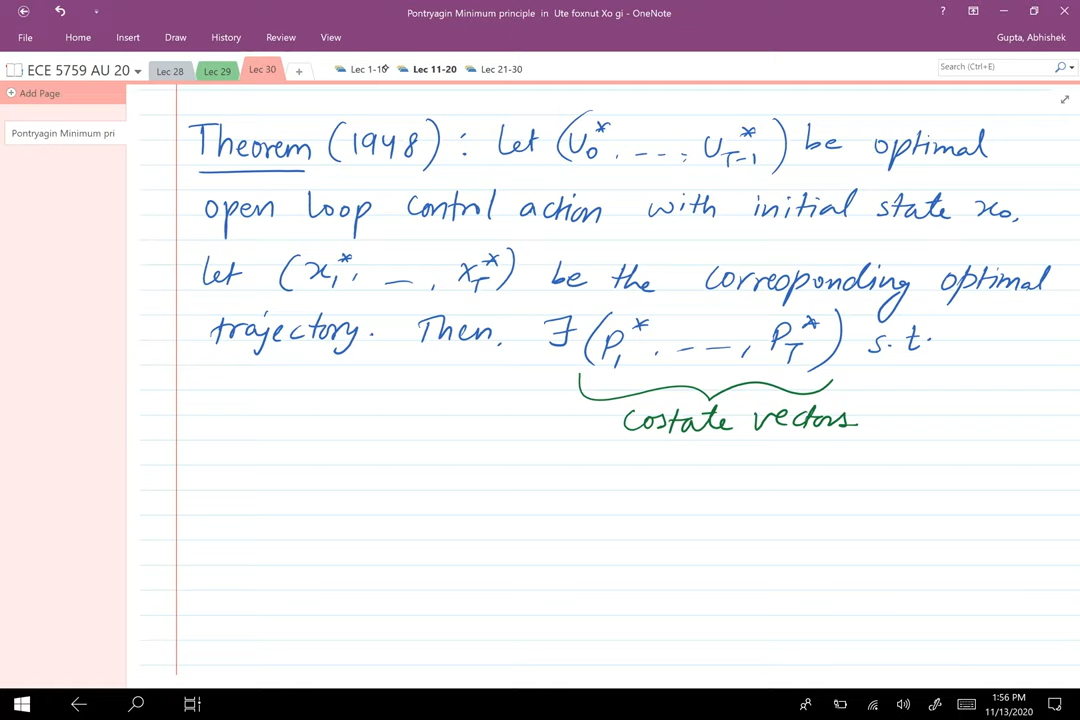 Pontryagin Minimum principle in Ute foxnut Xo gi - OneNote
File Home Insert Draw History Review View
Gupta, Abhishek
ECE 5759 AU 20 Lec 28 Lec 29 Lec 30 + Lec 1-10 Lec 11-20 Lec 21-30
Search (Ctrl+E)
Add Page
Pontryagin Minimum pri
Theorem (1948) : Let (U₀*, ---, U_{T-1}*) be optimal
open loop control action with initial state x₀.
Let (x₁*, –, x_T*) be the corresponding optimal
trajectory. Then, ∃ (P₁*, ---, P_T*) s.t.
costate vectors
1:56 PM
11/13/2020